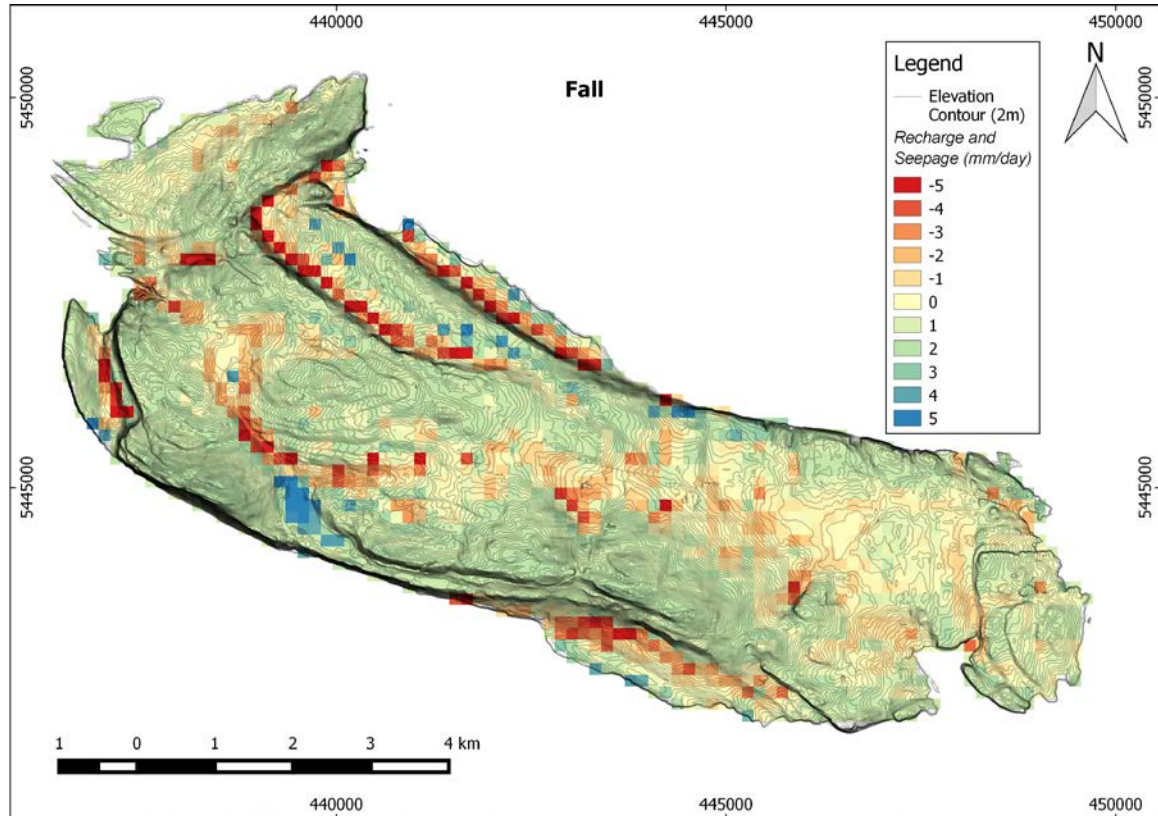 440000
445000
450000
5450000
Fall
Legend
Elevation
Contour (2m)
Recharge and
Seepage (mm/day)
-5
-4
-3
-2
-1
0
1
2
3
4
5
N
5450000
5445000
5445000
1 0 1 2 3 4 km
440000
445000
450000